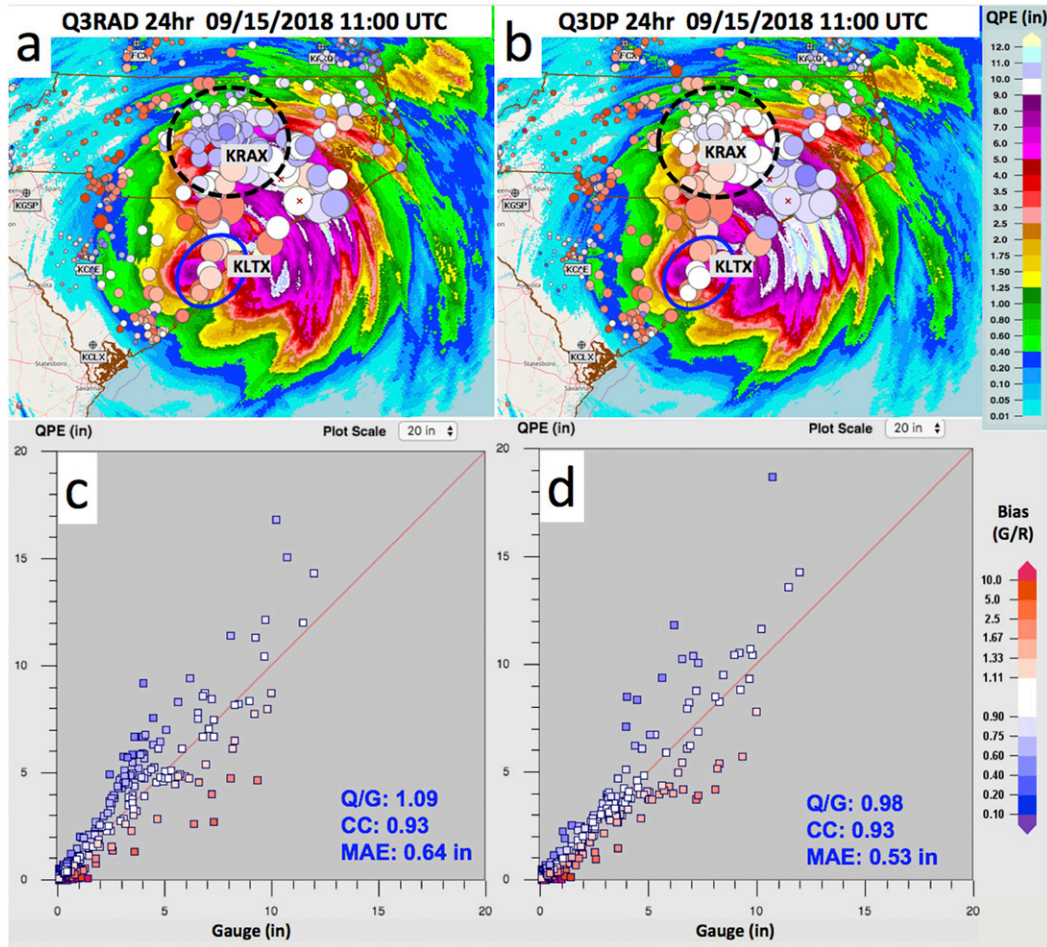 Q3RAD 24hr 09/15/2018 11:00 UTC
Q3DP 24hr 09/15/2018 11:00 UTC
QPE (in)
a
b
FCX
KRAX
KRAX
KGSP
KGSP
KLTX
KLTX
KCLX
KCLX
Statesboro
Statesboro
12.0
11.0
10.0
9.0
8.0
7.0
6.0
5.0
4.0
3.5
3.0
2.5
2.0
1.75
1.50
1.25
1.00
0.80
0.60
0.40
0.20
0.10
0.05
0.01
QPE (in)
Plot Scale 20 in
QPE (in)
Plot Scale 20 in
c
20
15
10
5
0
Q/G: 1.09
CC: 0.93
MAE: 0.64 in
0 5 10 15 20
Gauge (in)
d
20
15
10
5
0
Q/G: 0.98
CC: 0.93
MAE: 0.53 in
0 5 10 15 20
Gauge (in)
Bias
(G/R)
10.0
5.0
2.5
1.67
1.33
1.11
0.90
0.75
0.60
0.40
0.20
0.10